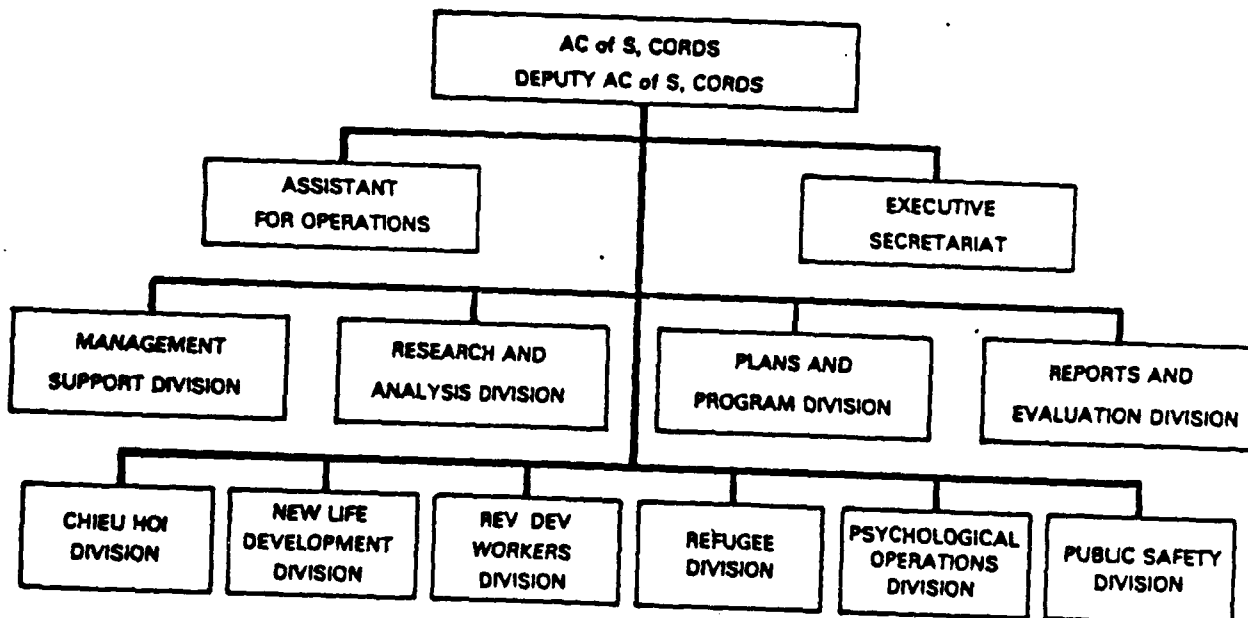 AC of S, CORDS
DEPUTY AC of S, CORDS
ASSISTANT
FOR OPERATIONS
EXECUTIVE
SECRETARIAT
MANAGEMENT
SUPPORT DIVISION
RESEARCH AND
ANALYSIS DIVISION
PLANS AND
PROGRAM DIVISION
REPORTS AND
EVALUATION DIVISION
CHIEU HOI
DIVISION
NEW LIFE
DEVELOPMENT
DIVISION
REV DEV
WORKERS
DIVISION
REFUGEE
DIVISION
PSYCHOLOGICAL
OPERATIONS
DIVISION
PUBLIC SAFETY
DIVISION